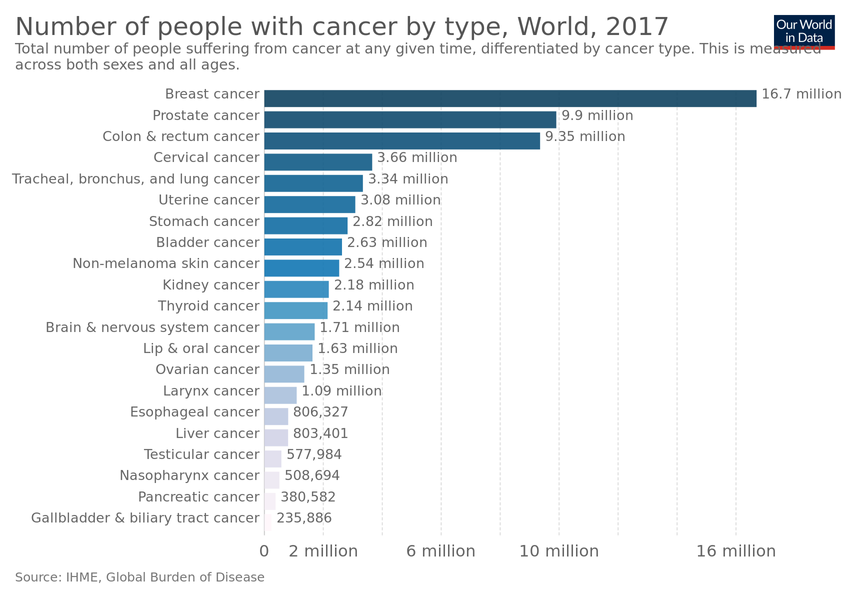 Number of people with cancer by type, World, 2017
Our World
in Data
Total number of people suffering from cancer at any given time, differentiated by cancer type. This is measured
across both sexes and all ages.
Breast cancer 16.7 million
Prostate cancer 9.9 million
Colon & rectum cancer 9.35 million
Cervical cancer 3.66 million
Tracheal, bronchus, and lung cancer 3.34 million
Uterine cancer 3.08 million
Stomach cancer 2.82 million
Bladder cancer 2.63 million
Non-melanoma skin cancer 2.54 million
Kidney cancer 2.18 million
Thyroid cancer 2.14 million
Brain & nervous system cancer 1.71 million
Lip & oral cancer 1.63 million
Ovarian cancer 1.35 million
Larynx cancer 1.09 million
Esophageal cancer 806,327
Liver cancer 803,401
Testicular cancer 577,984
Nasopharynx cancer 508,694
Pancreatic cancer 380,582
Gallbladder & biliary tract cancer 235,886
0 2 million 6 million 10 million 16 million
Source: IHME, Global Burden of Disease